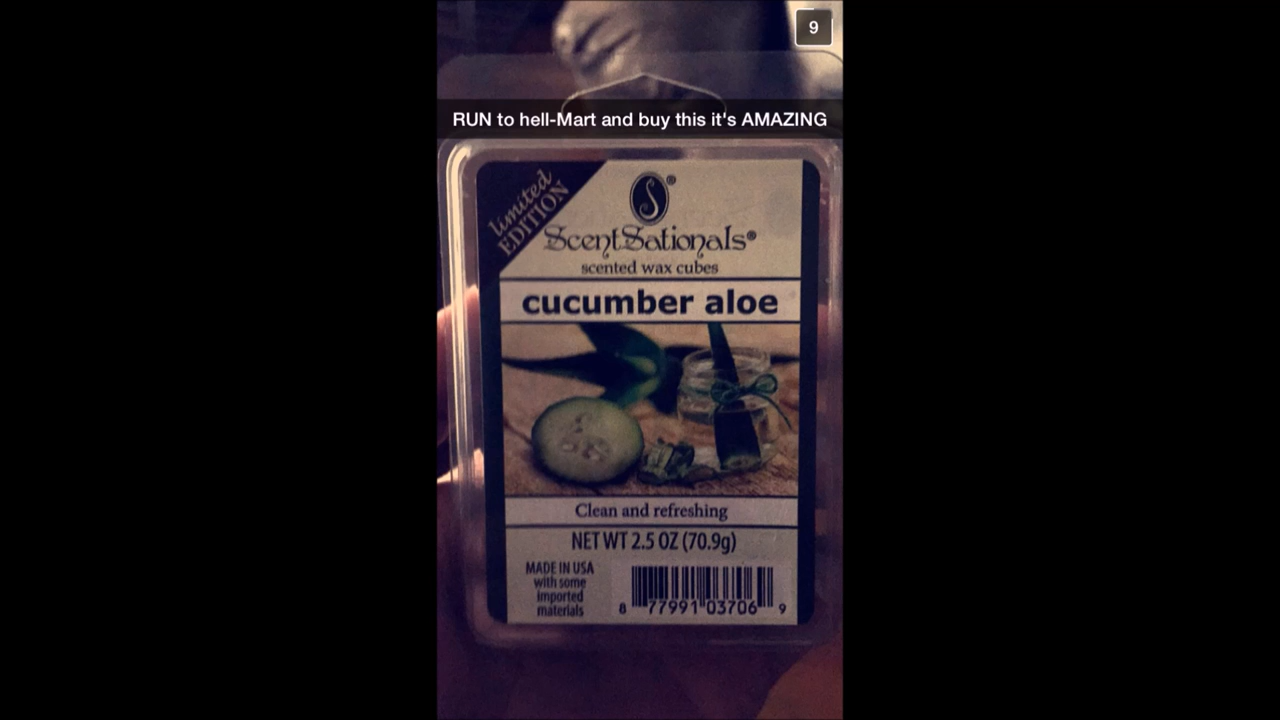 9
RUN to hell-Mart and buy this it's AMAZING
limited
EDITION
S®
ScentSationals®
scented wax cubes
cucumber aloe
Clean and refreshing
NET WT 2.5 OZ (70.9g)
MADE IN USA
with some
imported
materials
8 77991 03706 9